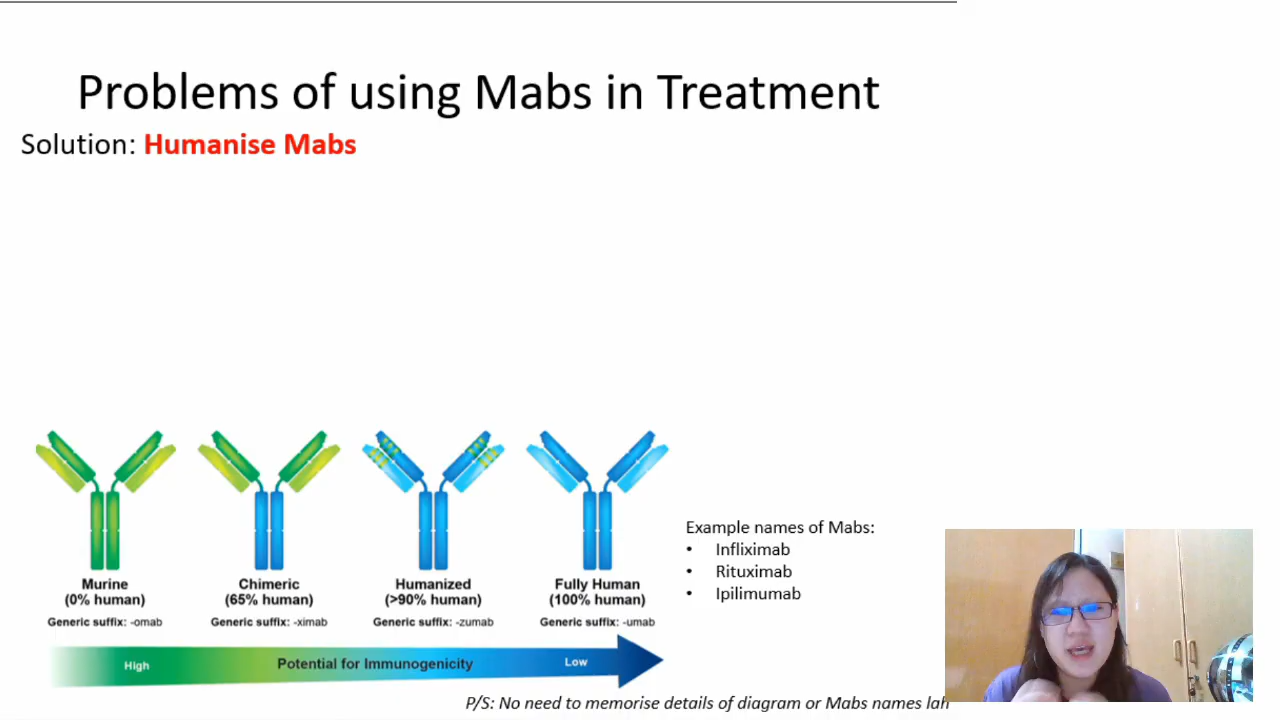 Problems of using Mabs in Treatment
Solution: Humanise Mabs
Murine
(0% human)
Generic suffix: -omab
Chimeric
(65% human)
Generic suffix: -ximab
Humanized
(>90% human)
Generic suffix: -zumab
Fully Human
(100% human)
Generic suffix: -umab
High
Potential for Immunogenicity
Low
Example names of Mabs:
• Infliximab
• Rituximab
• Ipilimumab
P/S: No need to memorise details of diagram or Mabs names lah